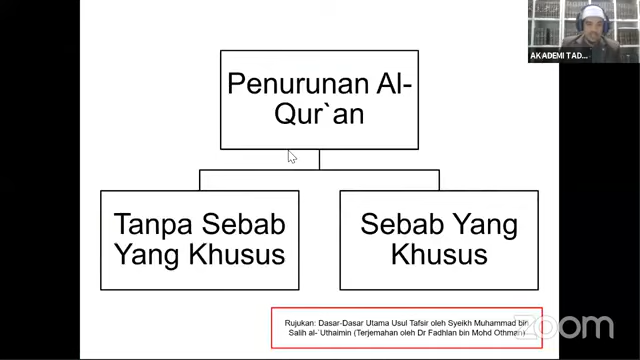 AKADEMI TAD...
Penurunan Al-
Qur`an
Tanpa Sebab
Yang Khusus
Sebab Yang
Khusus
Rujukan: Dasar-Dasar Utama Usul Tafsir oleh Syeikh Muhammad bin
Salih al-`Uthaimin (Terjemahan oleh Dr Fadhlan bin Mohd Othman)
zoom